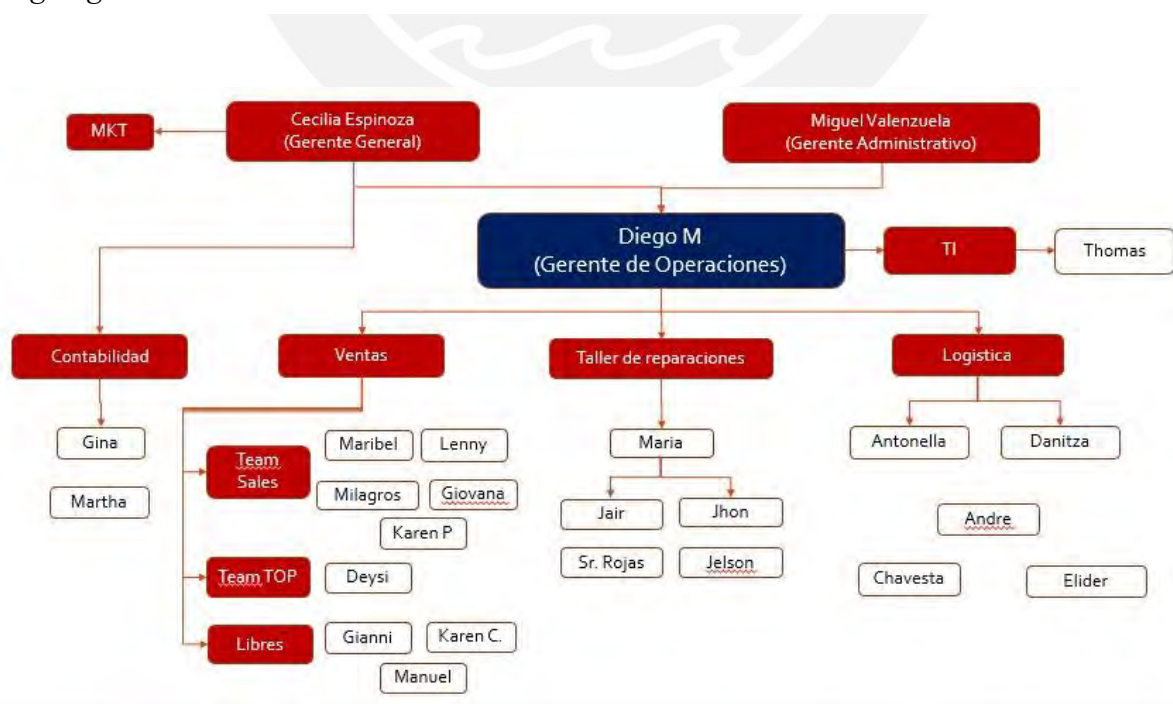 Cecilia Espinoza
(Gerente General)
MKT
Miguel Valenzuela
(Gerente Administrativo)
Diego M
(Gerente de Operaciones)
TI
Thomas
Contabilidad
Ventas
Taller de reparaciones
Logistica
Gina
Martha
Team
Sales
Maribel
Lenny
Milagros
Giovana
Karen P
Team TOP
Deysi
Libres
Gianni
Karen C.
Manuel
Maria
Jair
Jhon
Sr. Rojas
Jelson
Antonella
Danitza
Andre
Chavesta
Elider